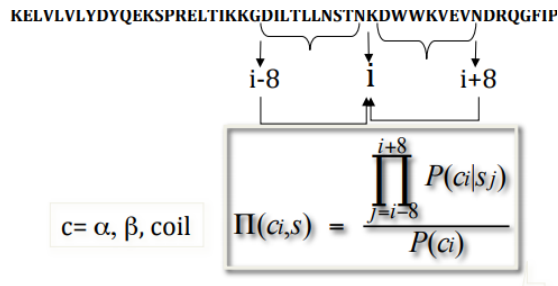 KELVLVLYDYQEKSPRELTIKKGDILTLLNSTNKDWWKVEVNDRQGFIP
i-8 i i+8
i+8
∏ P(ci|sj)
j=i-8
c= α, β, coil Π(ci,s) =
P(ci)